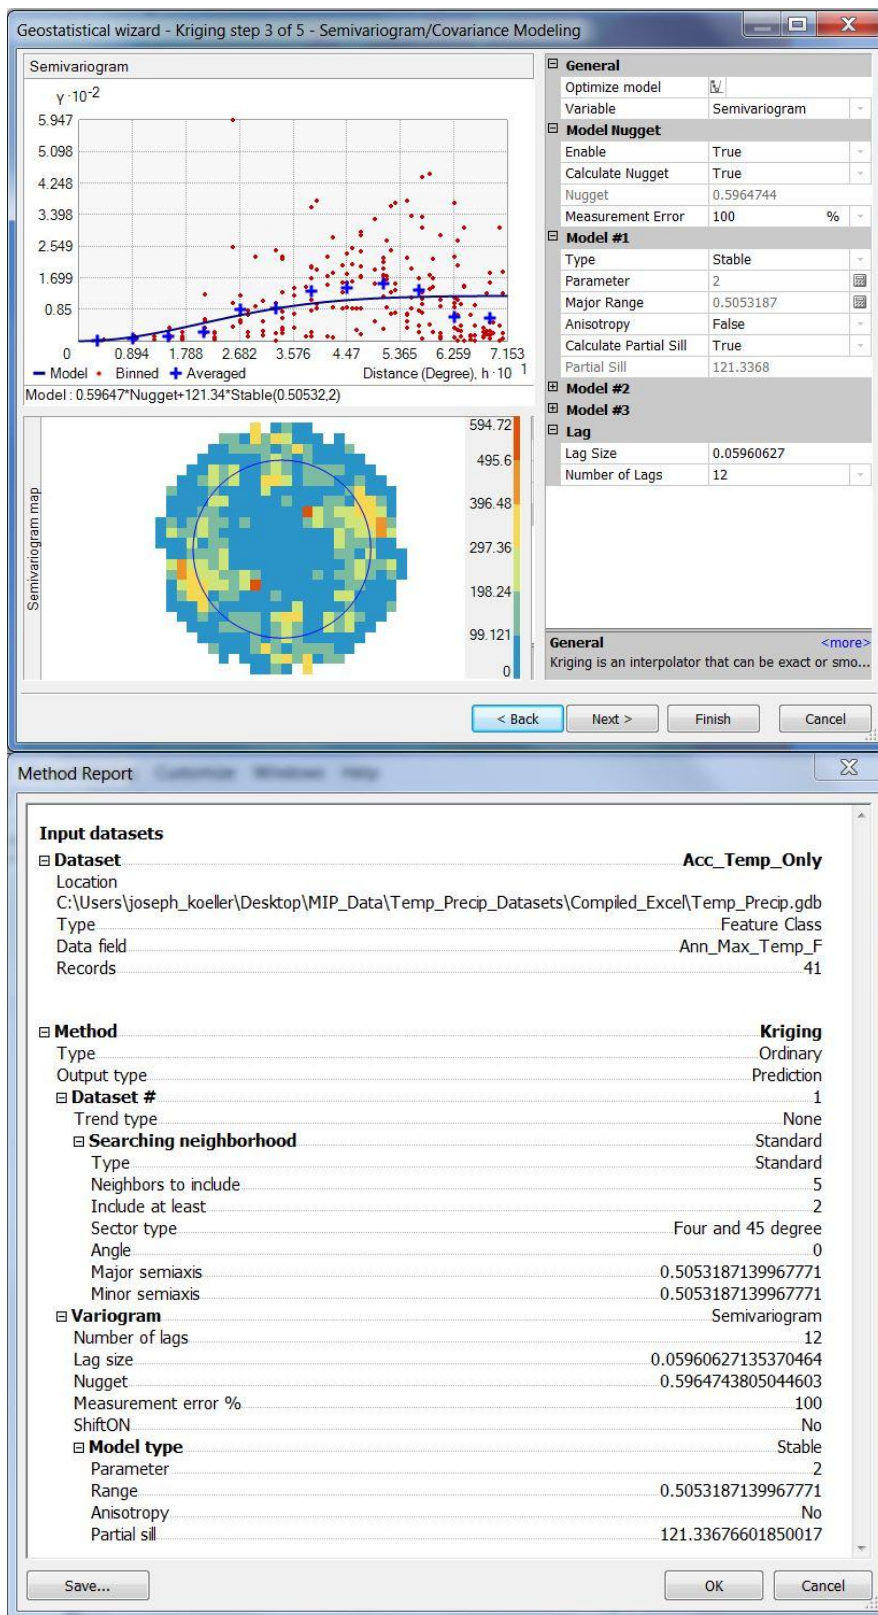 Geostatistical wizard - Kriging step 3 of 5 - Semivariogram/Covariance Modeling
Semivariogram
γ·10-2
5.947
5.098
4.248
3.398
2.549
1.699
0.85
0 0.894 1.788 2.682 3.576 4.47 5.365 6.259 7.153
Model Binned Averaged Distance (Degree), h·10 1
Model : 0.59647*Nugget+121.34*Stable(0.50532,2)
Semivariogram map
594.72
495.6
396.48
297.36
198.24
99.121
0
General
Optimize model
Variable Semivariogram
Model Nugget
Enable True
Calculate Nugget True
Nugget 0.5964744
Measurement Error 100 %
Model #1
Type Stable
Parameter 2
Major Range 0.5053187
Anisotropy False
Calculate Partial Sill True
Partial Sill 121.3368
Model #2
Model #3
Lag
Lag Size 0.05960627
Number of Lags 12
General <more>
Kriging is an interpolator that can be exact or smo...
< Back Next > Finish Cancel
Method Report Customize Windows Help
Input datasets
Dataset Acc_Temp_Only
Location
C:\Users\joseph_koeller\Desktop\MIP_Data\Temp_Precip_Datasets\Compiled_Excel\Temp_Precip.gdb
Type Feature Class
Data field Ann_Max_Temp_F
Records 41
Method Kriging
Type Ordinary
Output type Prediction
Dataset # 1
Trend type None
Searching neighborhood Standard
Type Standard
Neighbors to include 5
Include at least 2
Sector type Four and 45 degree
Angle 0
Major semiaxis 0.5053187139967771
Minor semiaxis 0.5053187139967771
Variogram Semivariogram
Number of lags 12
Lag size 0.05960627135370464
Nugget 0.5964743805044603
Measurement error % 100
ShiftON No
Model type Stable
Parameter 2
Range 0.5053187139967771
Anisotropy No
Partial sill 121.33676601850017
Save... OK Cancel